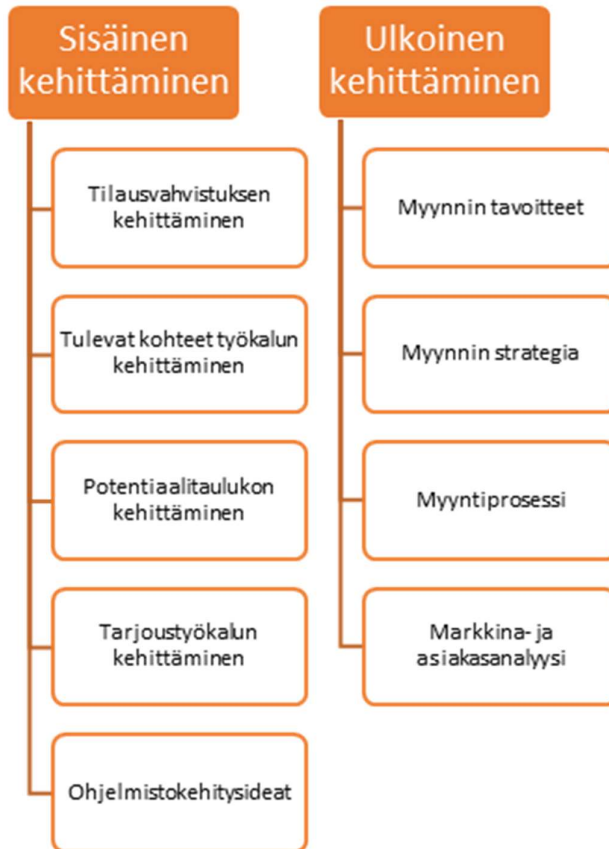 Sisäinen
kehittäminen
Tilausvahvistuksen
kehittäminen
Tulevat kohteet työkalun
kehittäminen
Potentiaalitaulukon
kehittäminen
Tarjoustyökalun
kehittäminen
Ohjelmistokehitysideat
Ulkoinen
kehittäminen
Myynnin tavoitteet
Myynnin strategia
Myyntiprosessi
Markkina- ja
asiakasanalyysi